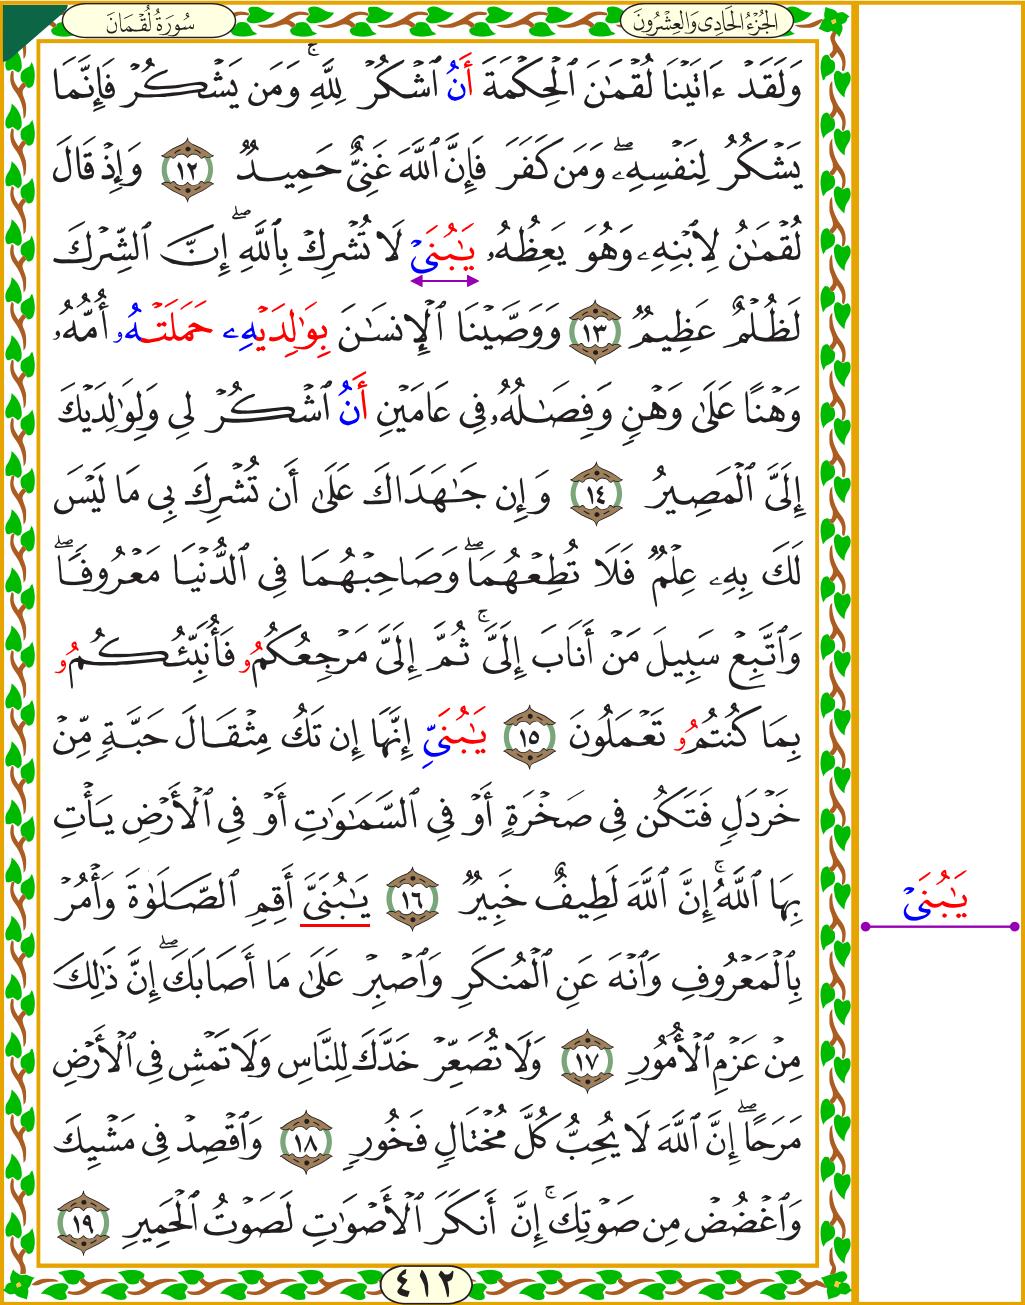 الجُزْءُ الحَادِى وَالعِشْرُونَ
سُورَةُ لُقْمَانَ
وَلَقَدْ ءَاتَيْنَا لُقْمَٰنَ ٱلْحِكْمَةَ أَنُ ٱشْكُرْ لِلَّهِۚ وَمَن يَشْكُرْ فَإِنَّمَا
يَشْكُرُ لِنَفْسِهِۦۖ وَمَن كَفَرَ فَإِنَّ ٱللَّهَ غَنِىٌّ حَمِيدٌ ١٢ وَإِذْ قَالَ
لُقْمَٰنُ لِٱبْنِهِۦ وَهُوَ يَعِظُهُۥ يَٰبُنَىْ لَا تُشْرِكْ بِٱللَّهِۖ إِنَّ ٱلشِّرْكَ
لَظُلْمٌ عَظِيمٌ ١٣ وَوَصَّيْنَا ٱلْإِنسَٰنَ بِوَٰلِدَيْهِۦ حَمَلَتْهُۥ أُمُّهُۥ
وَهْنًا عَلَىٰ وَهْنٍ وَفِصَٰلُهُۥ فِى عَامَيْنِ أَنُ ٱشْكُرْ لِى وَلِوَٰلِدَيْكَ
إِلَىَّ ٱلْمَصِيرُ ١٤ وَإِن جَٰهَدَاكَ عَلَىٰ أَن تُشْرِكَ بِى مَا لَيْسَ
لَكَ بِهِۦ عِلْمٌ فَلَا تُطِعْهُمَاۖ وَصَاحِبْهُمَا فِى ٱلدُّنْيَا مَعْرُوفًاۖ
وَٱتَّبِعْ سَبِيلَ مَنْ أَنَابَ إِلَىَّۚ ثُمَّ إِلَىَّ مَرْجِعُكُمُۥ فَأُنَبِّئُكُمُۥ
بِمَا كُنتُمُۥ تَعْمَلُونَ ١٥ يَٰبُنَىِّ إِنَّهَا إِن تَكُ مِثْقَالَ حَبَّةٍ مِّنْ
خَرْدَلٍ فَتَكُن فِى صَخْرَةٍ أَوْ فِى ٱلسَّمَٰوَٰتِ أَوْ فِى ٱلْأَرْضِ يَأْتِ
بِهَا ٱللَّهُۚ إِنَّ ٱللَّهَ لَطِيفٌ خَبِيرٌ ١٦ يَٰبُنَىَّ أَقِمِ ٱلصَّلَوٰةَ وَأْمُرْ
بِٱلْمَعْرُوفِ وَٱنْهَ عَنِ ٱلْمُنكَرِ وَٱصْبِرْ عَلَىٰ مَا أَصَابَكَۖ إِنَّ ذَٰلِكَ
مِنْ عَزْمِ ٱلْأُمُورِ ١٧ وَلَا تُصَعِّرْ خَدَّكَ لِلنَّاسِ وَلَا تَمْشِ فِى ٱلْأَرْضِ
مَرَحًاۖ إِنَّ ٱللَّهَ لَا يُحِبُّ كُلَّ مُخْتَالٍ فَخُورٍ ١٨ وَٱقْصِدْ فِى مَشْيِكَ
وَٱغْضُضْ مِن صَوْتِكَۚ إِنَّ أَنكَرَ ٱلْأَصْوَٰتِ لَصَوْتُ ٱلْحَمِيرِ ١٩
٤١٢
يَٰبُنَىْ